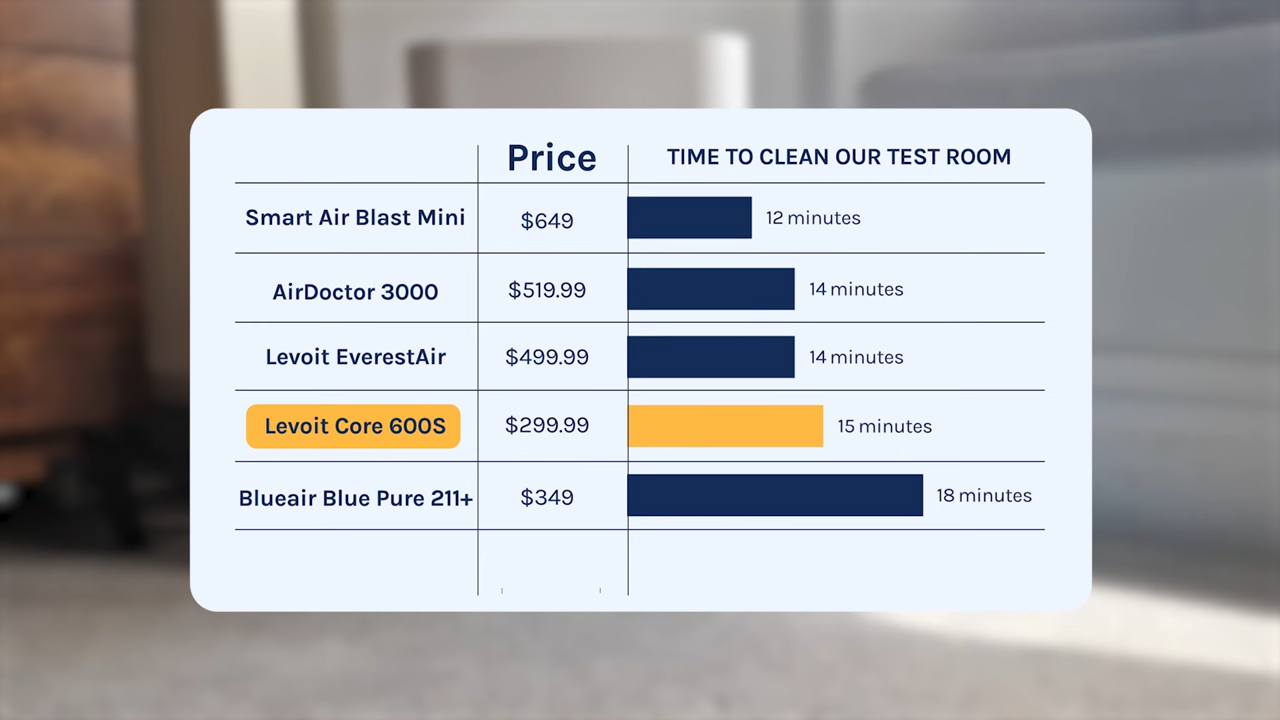 Price TIME TO CLEAN OUR TEST ROOM
Smart Air Blast Mini $649 12 minutes
AirDoctor 3000 $519.99 14 minutes
Levoit EverestAir $499.99 14 minutes
Levoit Core 600S $299.99 15 minutes
Blueair Blue Pure 211+ $349 18 minutes